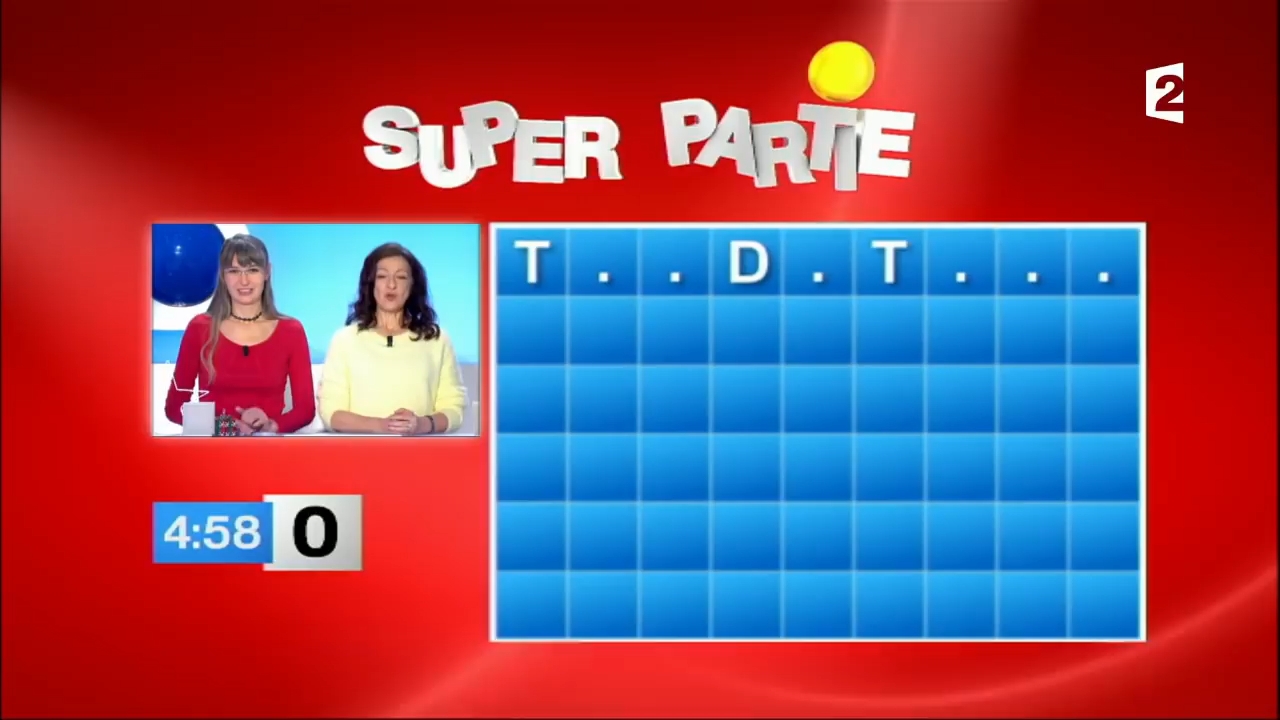 2
SUPER PARTIE
T . . D . T . . .
4:58 0